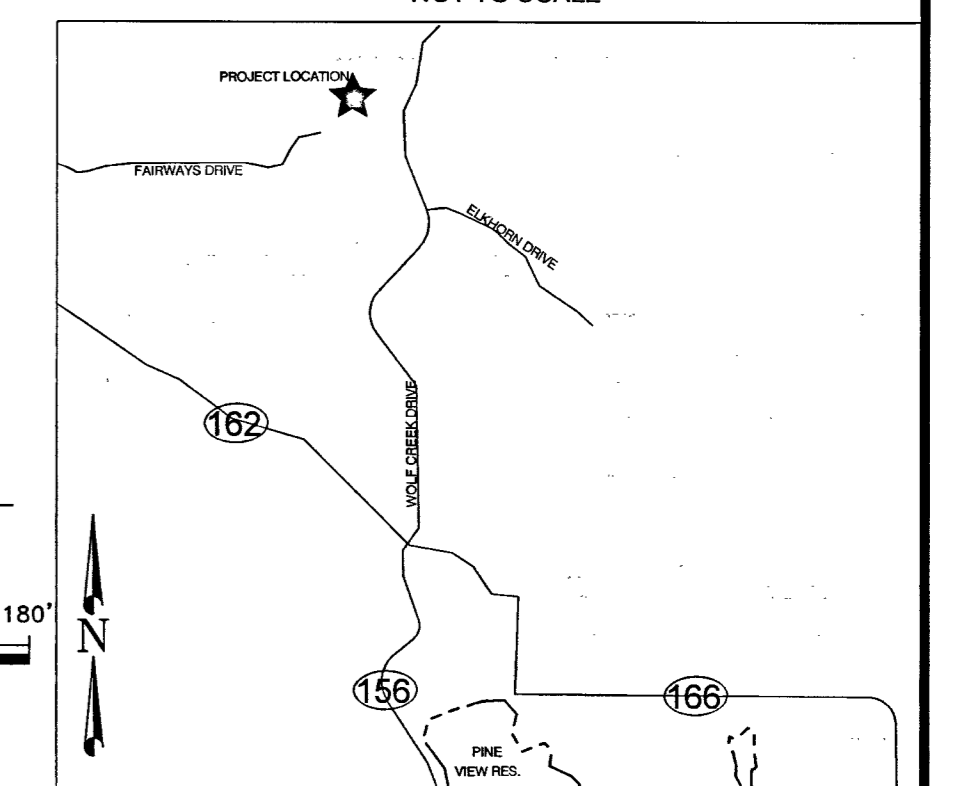 NOT TO SCALE
PROJECT LOCATION
FAIRWAYS DRIVE
ELKHORN DRIVE
WOLF CREEK DRIVE
162
180'
N
156
166
PINE
VIEW RES.